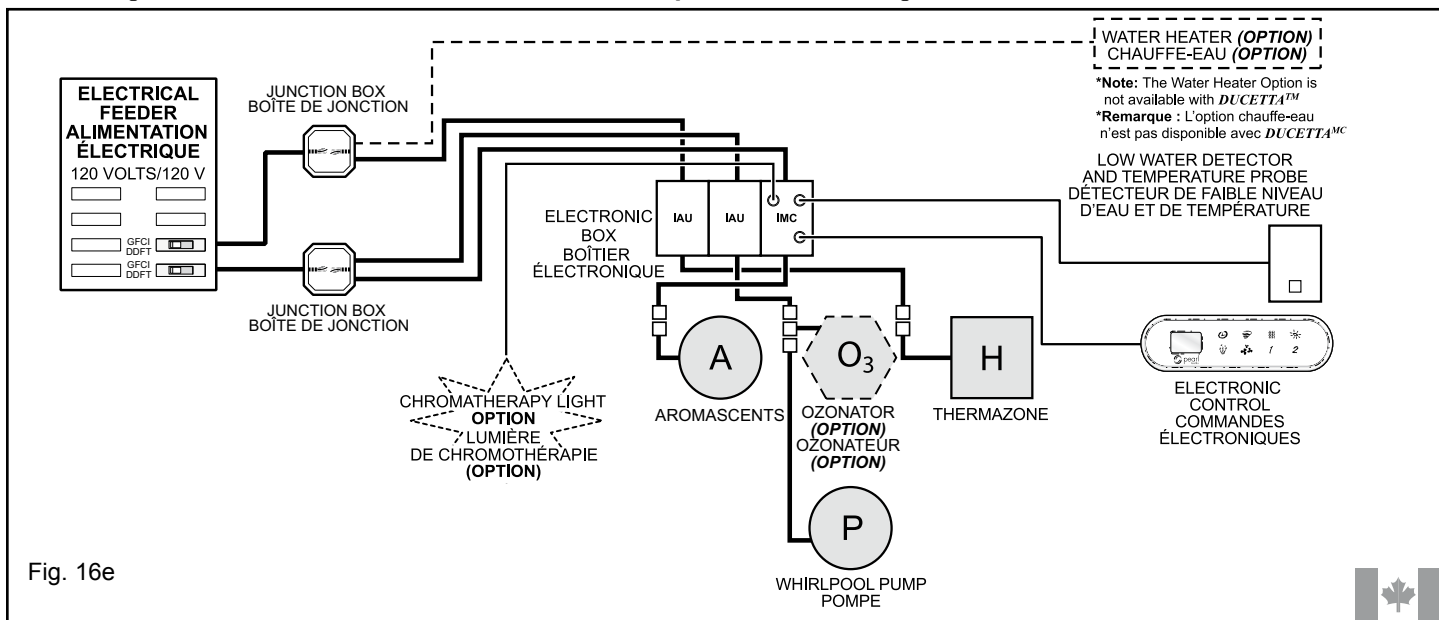 WATER HEATER (OPTION)
CHAUFFE-EAU (OPTION)
*Note: The Water Heater Option is
not available with DUCETTA™
*Remarque : L'option chauffe-eau
n'est pas disponible avec DUCETTAᴹᶜ
ELECTRICAL
FEEDER
ALIMENTATION
ÉLECTRIQUE
120 VOLTS/120 V
GFCI
DDFT
GFCI
DDFT
JUNCTION BOX
BOÎTE DE JONCTION
JUNCTION BOX
BOÎTE DE JONCTION
LOW WATER DETECTOR
AND TEMPERATURE PROBE
DÉTECTEUR DE FAIBLE NIVEAU
D'EAU ET DE TEMPÉRATURE
ELECTRONIC
BOX
BOÎTIER
ÉLECTRONIQUE
IAU
IAU
IMC
A
AROMASCENTS
O₃
OZONATOR
(OPTION)
OZONATEUR
(OPTION)
H
THERMAZONE
pearl
1
2
ELECTRONIC
CONTROL
COMMANDES
ÉLECTRONIQUES
CHROMATHERAPY LIGHT
OPTION
LUMIÈRE
DE CHROMOTHÉRAPIE
(OPTION)
P
WHIRLPOOL PUMP
POMPE
Fig. 16e